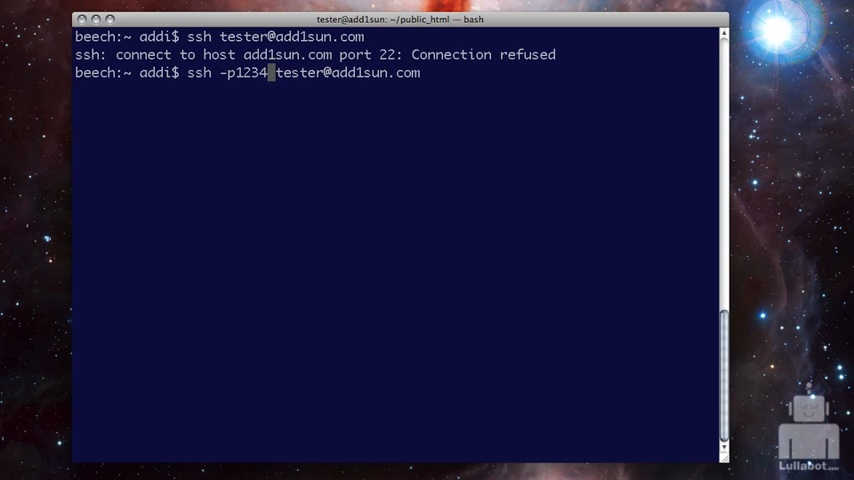 tester@add1sun: ~/public_html — bash
beech:~ addi$ ssh tester@add1sun.com
ssh: connect to host add1sun.com port 22: Connection refused
beech:~ addi$ ssh -p1234 tester@add1sun.com
Lullabot.com